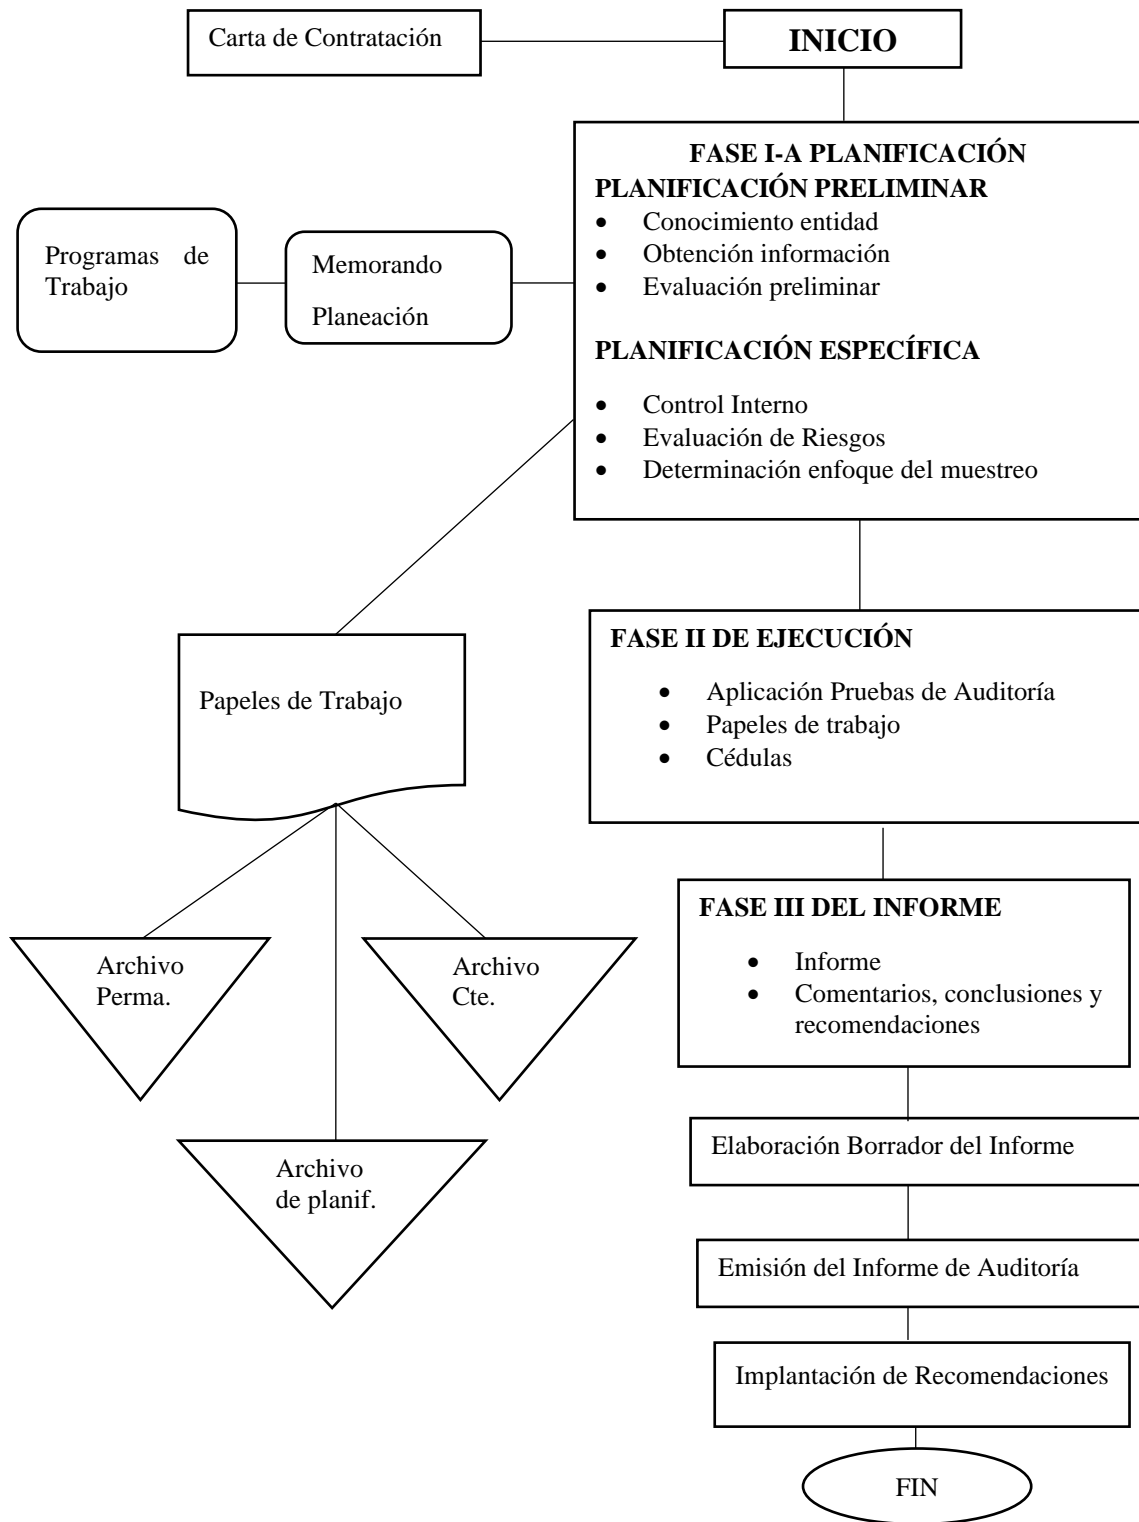 Carta de Contratación
INICIO
FASE I-A PLANIFICACIÓN
PLANIFICACIÓN PRELIMINAR
• Conocimiento entidad
• Obtención información
• Evaluación preliminar
PLANIFICACIÓN ESPECÍFICA
• Control Interno
• Evaluación de Riesgos
• Determinación enfoque del muestreo
Programas de
Trabajo
Memorando
Planeación
Papeles de Trabajo
FASE II DE EJECUCIÓN
• Aplicación Pruebas de Auditoría
• Papeles de trabajo
• Cédulas
Archivo
Perma.
Archivo
Cte.
Archivo
de planif.
FASE III DEL INFORME
• Informe
• Comentarios, conclusiones y
recomendaciones
Elaboración Borrador del Informe
Emisión del Informe de Auditoría
Implantación de Recomendaciones
FIN